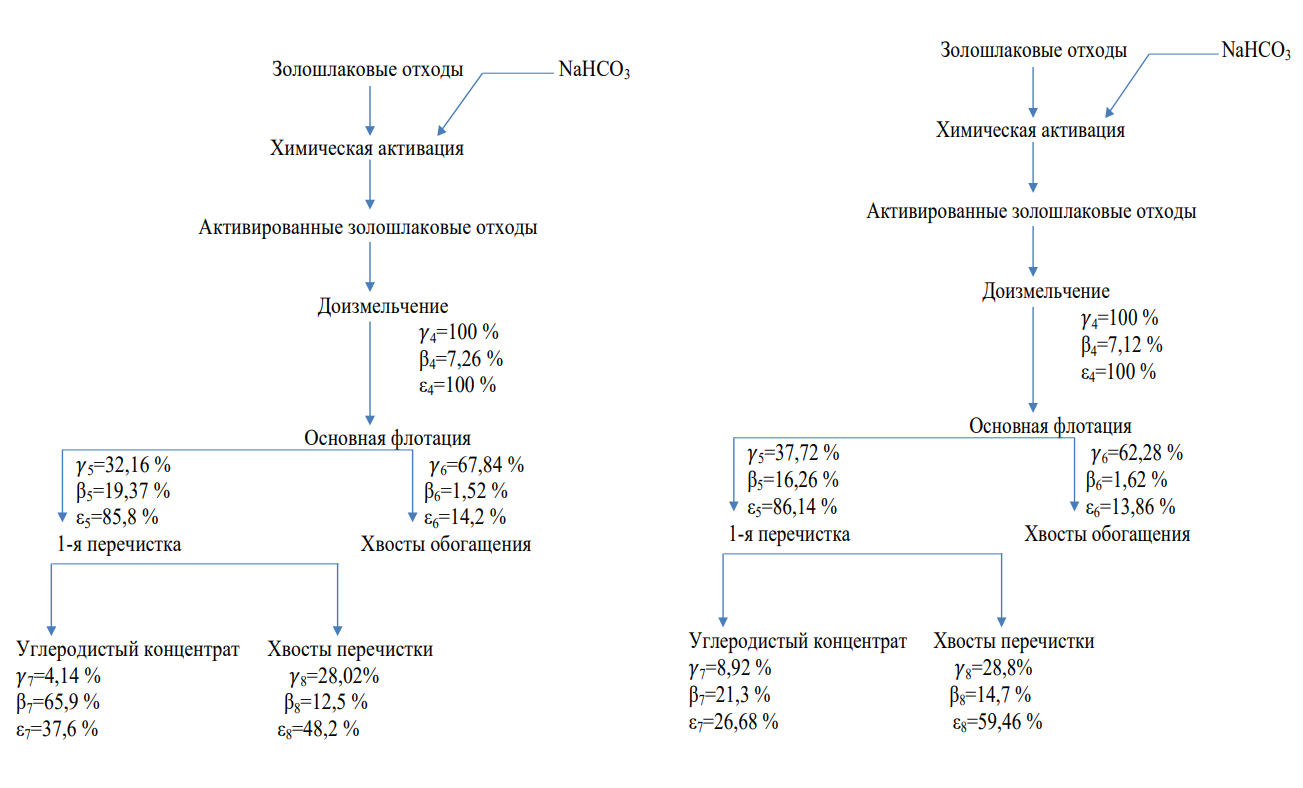 Золошлаковые отходы
NaHCO₃
Химическая активация
Активированные золошлаковые отходы
Доизмельчение
γ₄=100 %
β₄=7,26 %
ε₄=100 %
Основная флотация
γ₅=32,16 %
β₅=19,37 %
ε₅=85,8 %
γ₆=67,84 %
β₆=1,52 %
ε₆=14,2 %
1-я перечистка
Хвосты обогащения
Углеродистый концентрат
γ₇=4,14 %
β₇=65,9 %
ε₇=37,6 %
Хвосты перечистки
γ₈=28,02%
β₈=12,5 %
ε₈=48,2 %
Золошлаковые отходы
NaHCO₃
Химическая активация
Активированные золошлаковые отходы
Доизмельчение
γ₄=100 %
β₄=7,12 %
ε₄=100 %
Основная флотация
γ₅=37,72 %
β₅=16,26 %
ε₅=86,14 %
γ₆=62,28 %
β₆=1,62 %
ε₆=13,86 %
1-я перечистка
Хвосты обогащения
Углеродистый концентрат
γ₇=8,92 %
β₇=21,3 %
ε₇=26,68 %
Хвосты перечистки
γ₈=28,8%
β₈=14,7 %
ε₈=59,46 %